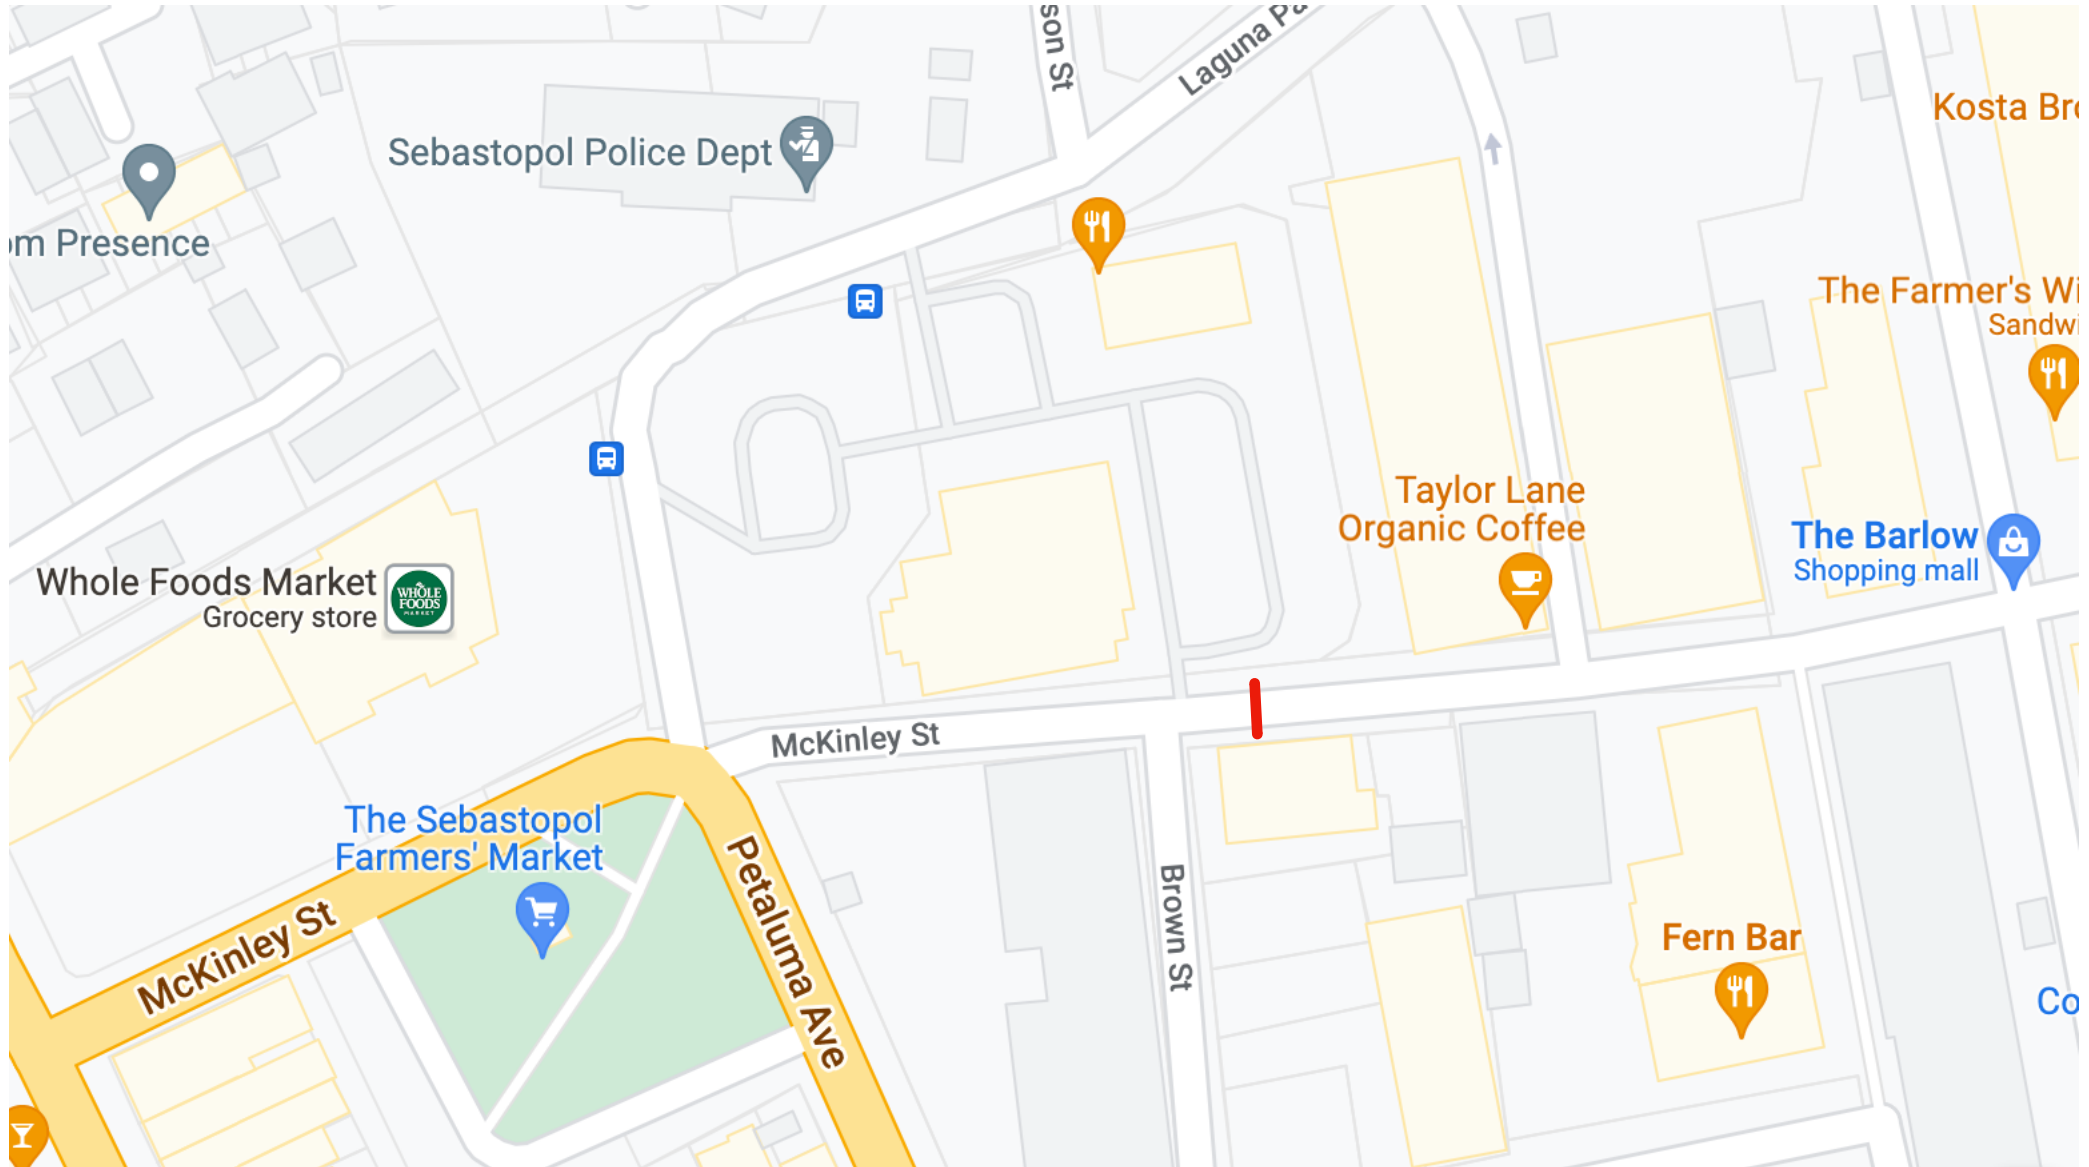 son St
Laguna Pa
Kosta Bro
Sebastopol Police Dept
om Presence
The Farmer's Wi
Sandwi
Taylor Lane
Organic Coffee
The Barlow
Shopping mall
Whole Foods Market
Grocery store
WHOLE
FOODS
MARKET
McKinley St
The Sebastopol
Farmers' Market
Petaluma Ave
Brown St
McKinley St
Fern Bar
Co